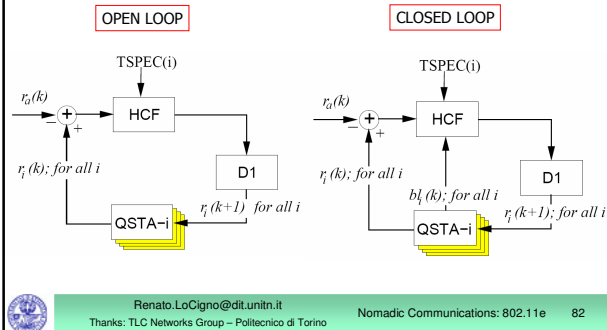 OPEN LOOP
TSPEC(i)
r_a(k)
− + +
HCF
D1
r_i(k); for all i
r_i(k+1) for all i
QSTA−i
CLOSED LOOP
TSPEC(i)
r_a(k)
− + +
HCF
D1
r_i(k); for all i
bl_i(k); for all i
r_i(k+1); for all i
QSTA−i
Renato.LoCigno@dit.unitn.it
Thanks: TLC Networks Group – Politecnico di Torino
Nomadic Communications: 802.11e 82